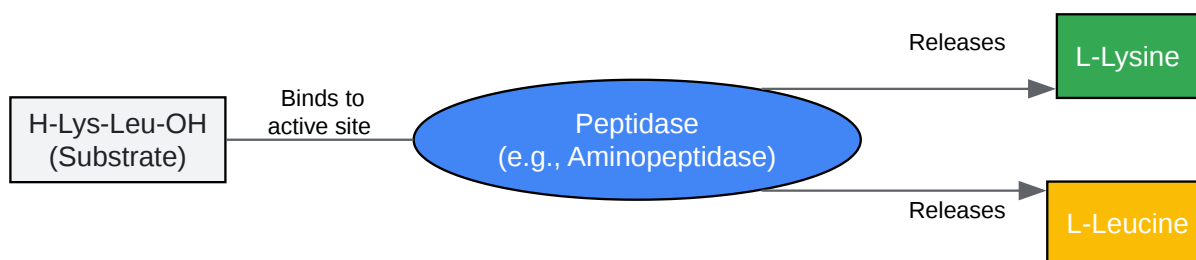 H-Lys-Leu-OH
(Substrate)
Binds to
active site
Peptidase
(e.g., Aminopeptidase)
Releases
L-Lysine
Releases
L-Leucine